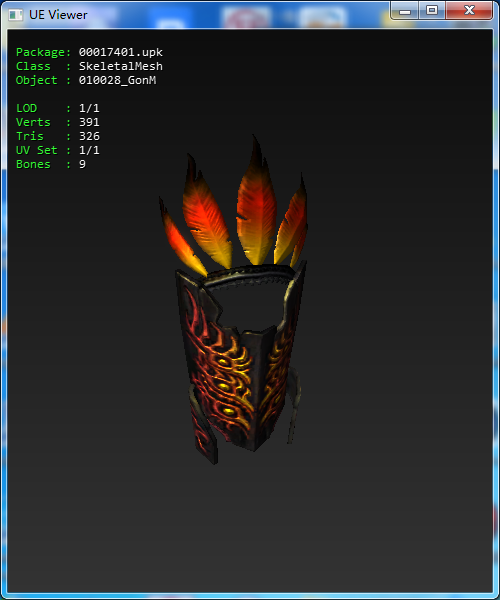 UE Viewer
Package: 00017401.upk
Class : SkeletalMesh
Object : 010028_GonM
LOD : 1/1
Verts : 391
Tris : 326
UV Set : 1/1
Bones : 9